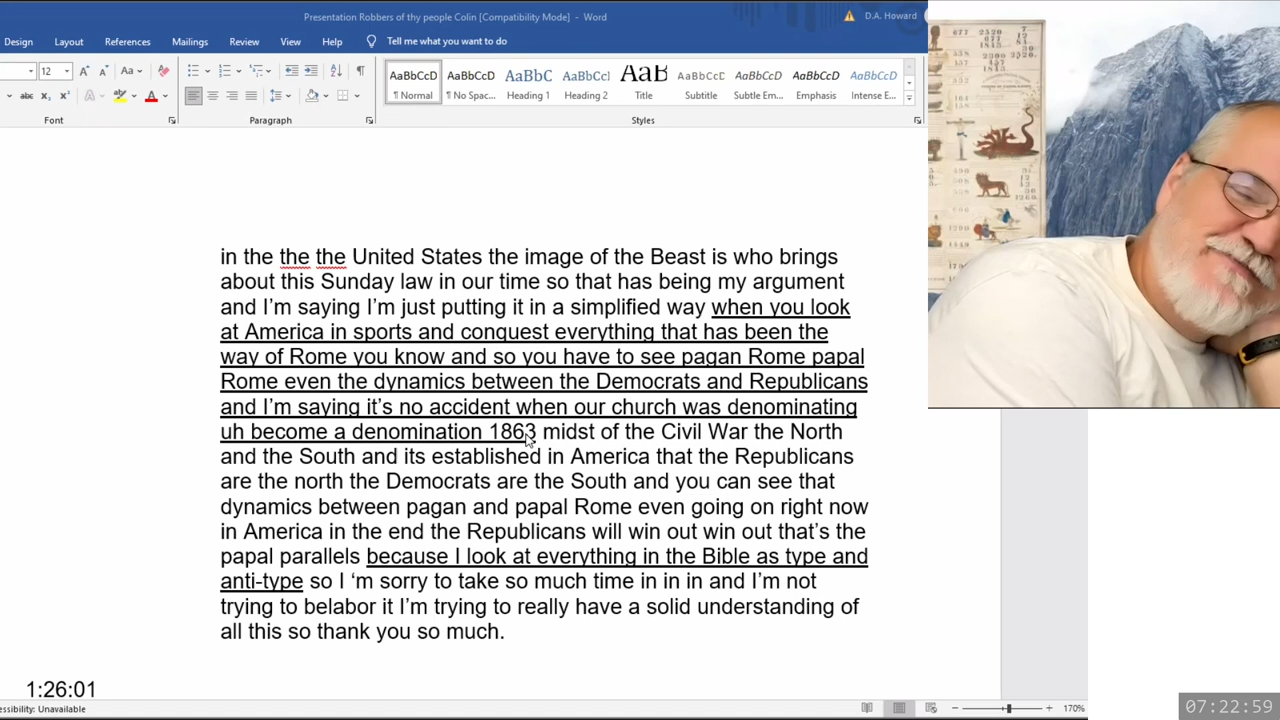 Presentation Robbers of thy people Colin [Compatibility Mode] - Word
D.A. Howard
Design Layout References Mailings Review View Help Tell me what you want to do
12 Aa
AaBbCcD AaBbCcD AaBbC AaBbCcI AaB AaBbCcD AaBbCcD AaBbCcD AaBbCcD
¶ Normal ¶ No Spac... Heading 1 Heading 2 Title Subtitle Subtle Em... Emphasis Intense E...
Font Paragraph Styles
in the the the United States the image of the Beast is who brings
about this Sunday law in our time so that has being my argument
and I’m saying I’m just putting it in a simplified way when you look
at America in sports and conquest everything that has been the
way of Rome you know and so you have to see pagan Rome papal
Rome even the dynamics between the Democrats and Republicans
and I’m saying it’s no accident when our church was denominating
uh become a denomination 1863 midst of the Civil War the North
and the South and its established in America that the Republicans
are the north the Democrats are the South and you can see that
dynamics between pagan and papal Rome even going on right now
in America in the end the Republicans will win out win out that’s the
papal parallels because I look at everything in the Bible as type and
anti-type so I ‘m sorry to take so much time in in in and I’m not
trying to belabor it I’m trying to really have a solid understanding of
all this so thank you so much.
1:26:01
ssibility: Unavailable
170%
07:22:59
677 2520
677
1843
2300 2520
457
1843